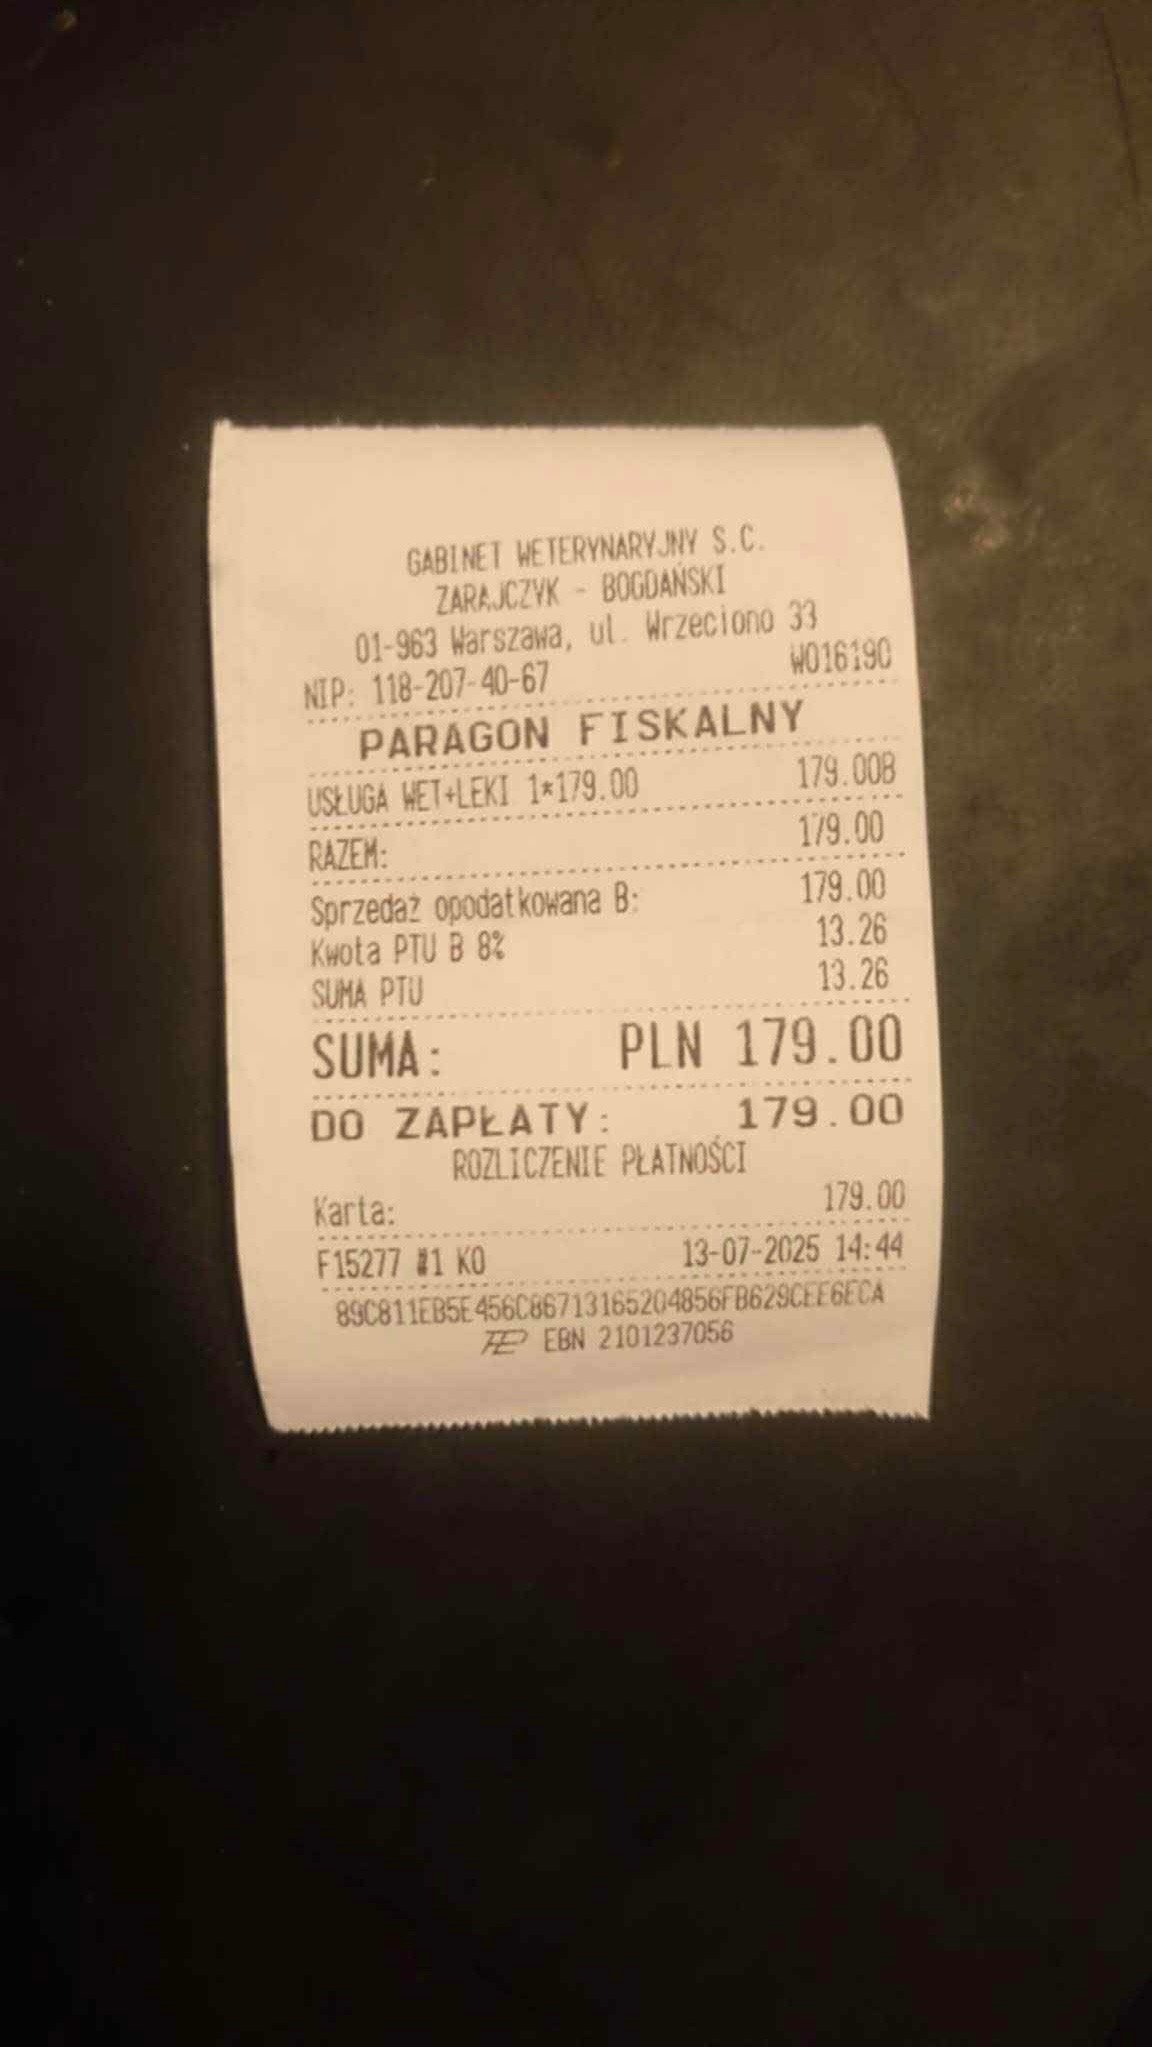 GABINET WETERYNARYJNY S.C.
ZARAJCZYK - BOGDAŃSKI
01-963 Warszawa, ul. Wrzeciono 33
NIP: 118-207-40-67 W016190
PARAGON FISKALNY
USŁUGA WET+LEKI 1*179.00 179.00B
RAZEM: 179.00
Sprzedaż opodatkowana B: 179.00
Kwota PTU B 8% 13.26
SUMA PTU 13.26
SUMA: PLN 179.00
DO ZAPŁATY: 179.00
ROZLICZENIE PŁATNOŚCI
Karta: 179.00
F15277 #1 KO 13-07-2025 14:44
89C811EB5E456C86713165204856FB629CEE6ECA
EBN 2101237056